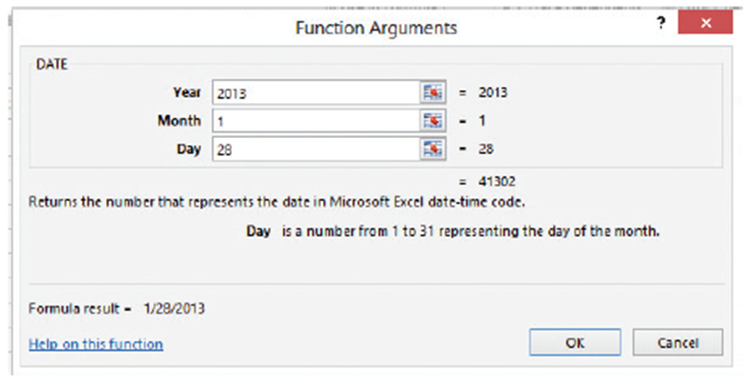 Function Arguments ? ×
DATE
Year 2013 = 2013
Month 1 = 1
Day 28 = 28
= 41302
Returns the number that represents the date in Microsoft Excel date-time code.
Day is a number from 1 to 31 representing the day of the month.
Formula result = 1/28/2013
Help on this function OK Cancel